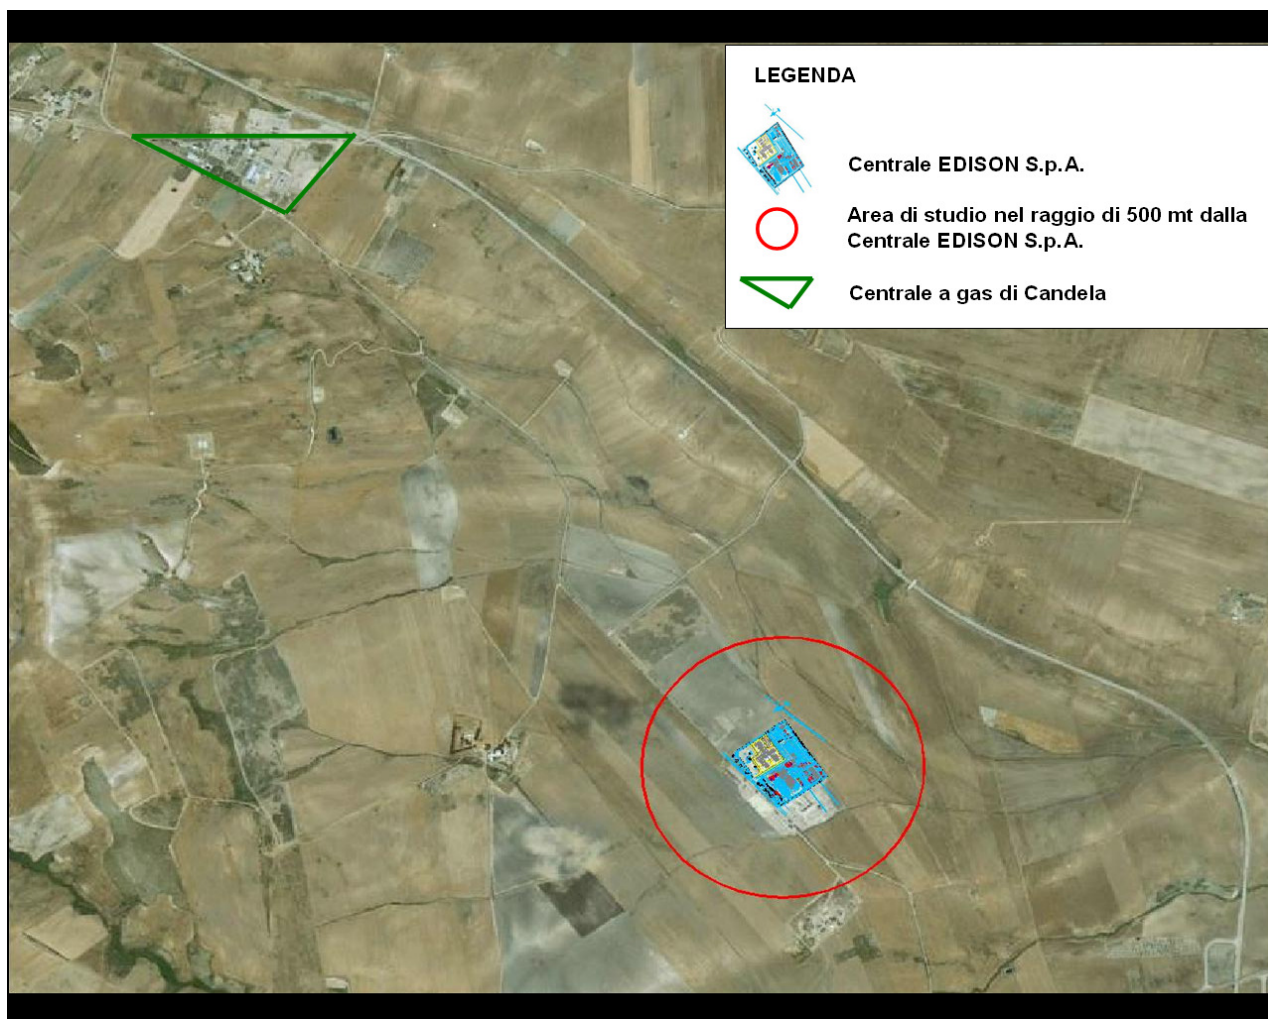 LEGENDA
Centrale EDISON S.p.A.
Area di studio nel raggio di 500 mt dalla
Centrale EDISON S.p.A.
Centrale a gas di Candela